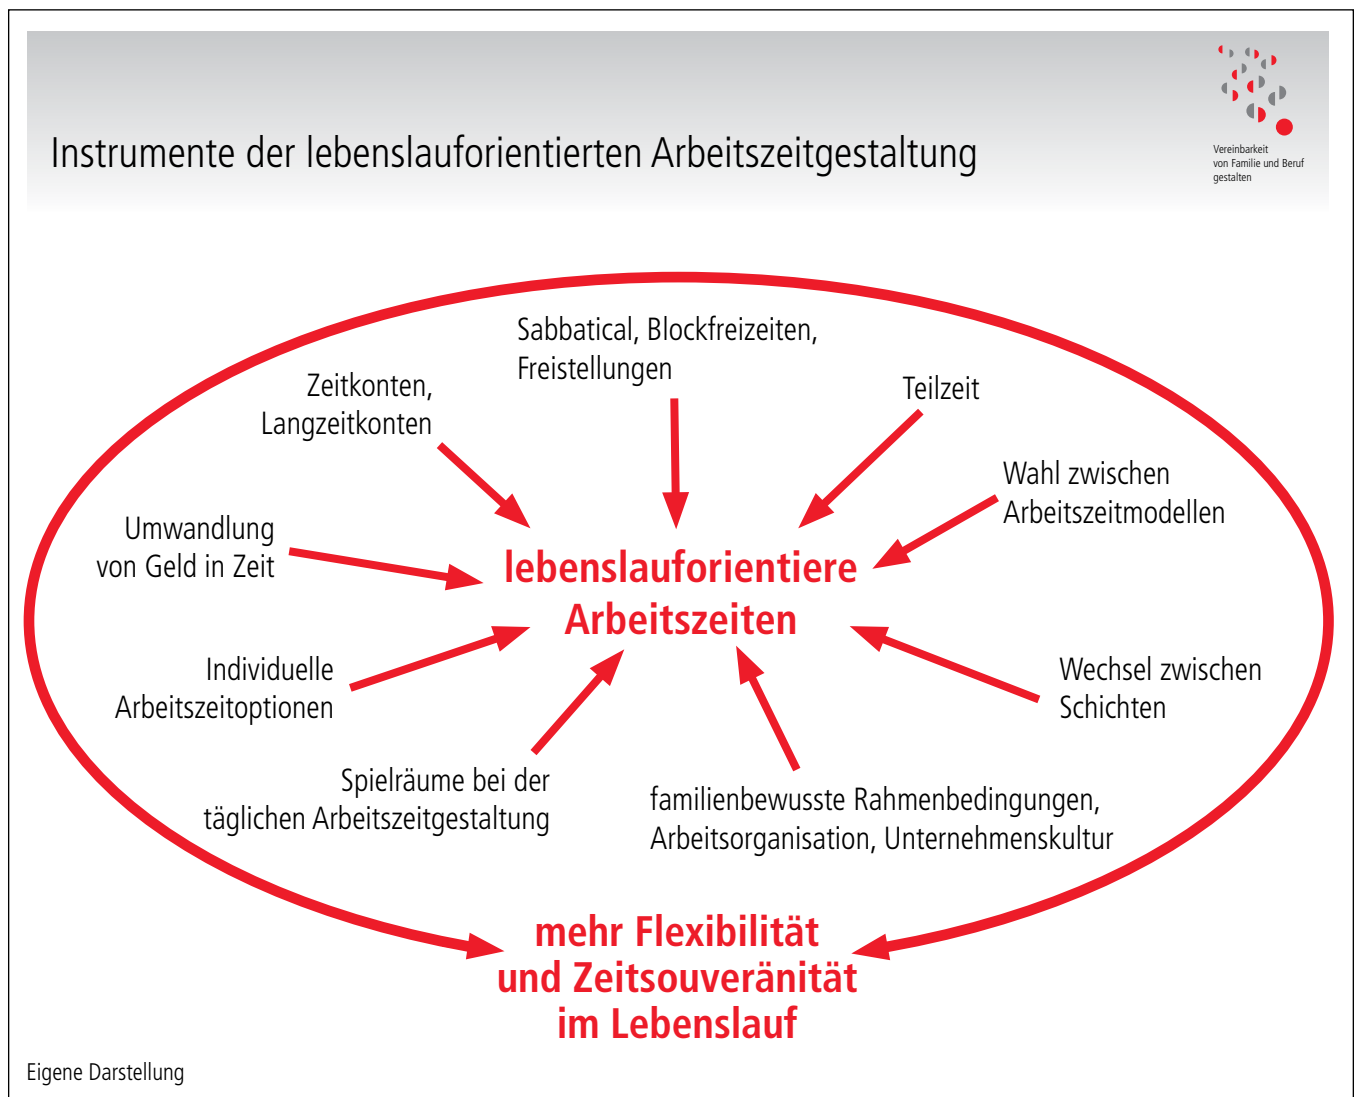 Instrumente der lebenslauforientierten Arbeitszeitgestaltung
Vereinbarkeit
von Familie und Beruf
gestalten
Sabbatical, Blockfreizeiten,
Freistellungen
Zeitkonten,
Langzeitkonten
Teilzeit
Wahl zwischen
Arbeitszeitmodellen
Umwandlung
von Geld in Zeit
lebenslauforientiere
Arbeitszeiten
Individuelle
Arbeitszeitoptionen
Wechsel zwischen
Schichten
Spielräume bei der
täglichen Arbeitszeitgestaltung
familienbewusste Rahmenbedingungen,
Arbeitsorganisation, Unternehmenskultur
mehr Flexibilität
und Zeitsouveränität
im Lebenslauf
Eigene Darstellung